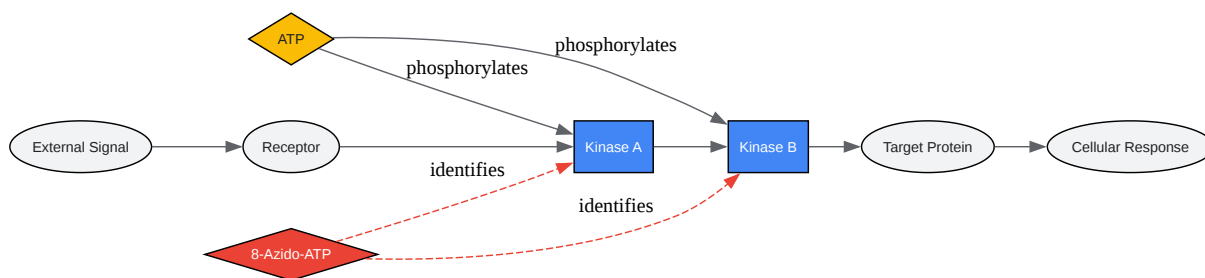 ATP
phosphorylates
phosphorylates
External Signal
Receptor
Kinase A
Kinase B
Target Protein
Cellular Response
identifies
identifies
8-Azido-ATP